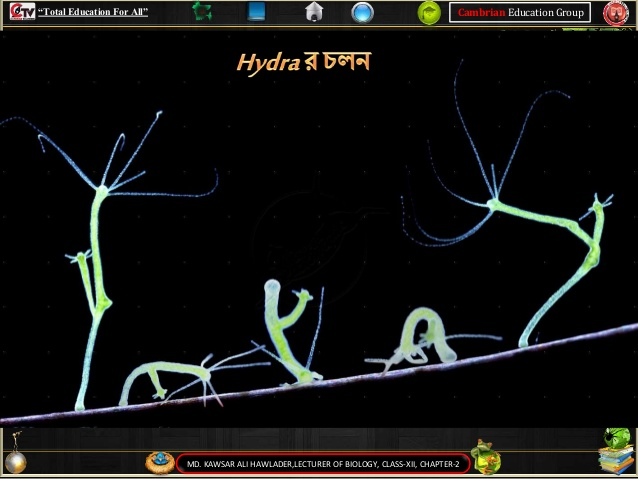 GTV
“Total Education For All”
Cambrian Education Group
Hydra র চলন
MD. KAWSAR ALI HAWLADER,LECTURER OF BIOLOGY, CLASS-XII, CHAPTER-2